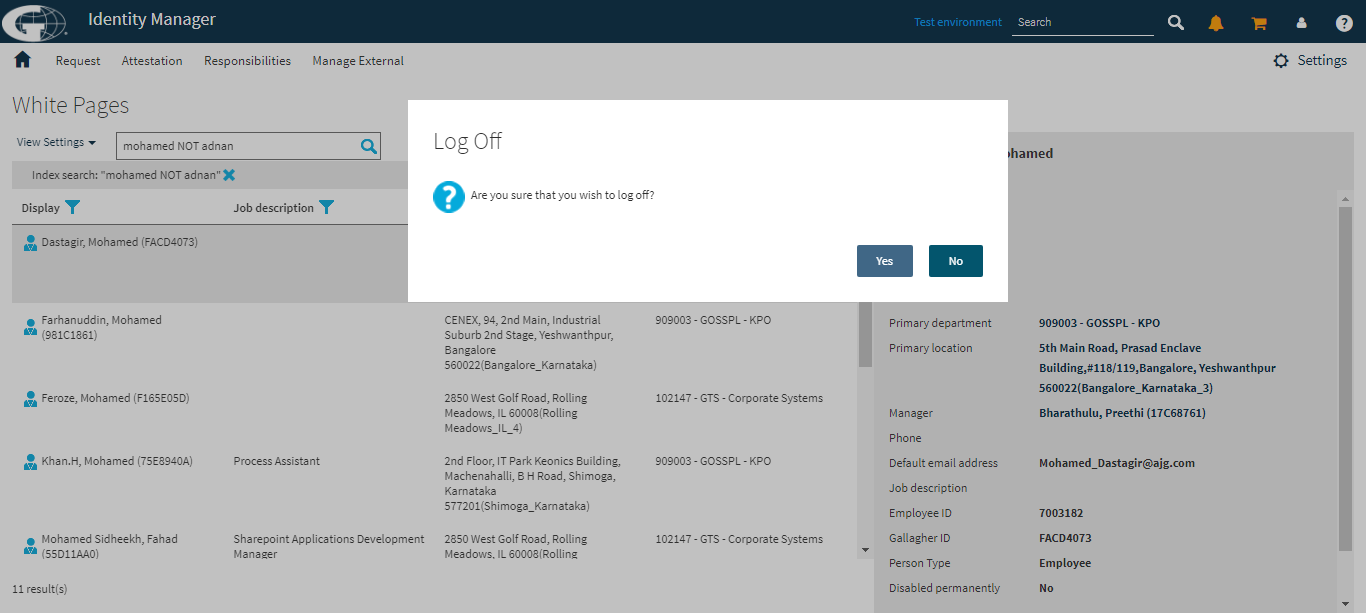 Identity Manager
Test environment
Search
Request
Attestation
Responsibilities
Manage External
Settings
White Pages
View Settings
mohamed NOT adnan
Index search: "mohamed NOT adnan"
Display
Job description
Dastagir, Mohamed (FACD4073)
Farhanuddin, Mohamed
(981C1861)
CENEX, 94, 2nd Main, Industrial
Suburb 2nd Stage, Yeshwanthpur,
Bangalore
560022(Bangalore_Karnataka)
909003 - GOSSPL - KPO
Feroze, Mohamed (F165E05D)
2850 West Golf Road, Rolling
Meadows, IL 60008(Rolling
Meadows_IL_4)
102147 - GTS - Corporate Systems
Khan.H, Mohamed (75E8940A)
Process Assistant
2nd Floor, IT Park Keonics Building,
Machenahalli, B H Road, Shimoga,
Karnataka
577201(Shimoga_Karnataka)
909003 - GOSSPL - KPO
Mohamed Sidheekh, Fahad
(55D11AA0)
Sharepoint Applications Development
Manager
2850 West Golf Road, Rolling
Meadows, IL 60008(Rolling
102147 - GTS - Corporate Systems
11 result(s)
Log Off
Are you sure that you wish to log off?
Yes
No
ohamed
Primary department
909003 - GOSSPL - KPO
Primary location
5th Main Road, Prasad Enclave
Building,#118/119,Bangalore, Yeshwanthpur
560022(Bangalore_Karnataka_3)
Manager
Bharathulu, Preethi (17C68761)
Phone
Default email address
Mohamed_Dastagir@ajg.com
Job description
Employee ID
7003182
Gallagher ID
FACD4073
Person Type
Employee
Disabled permanently
No